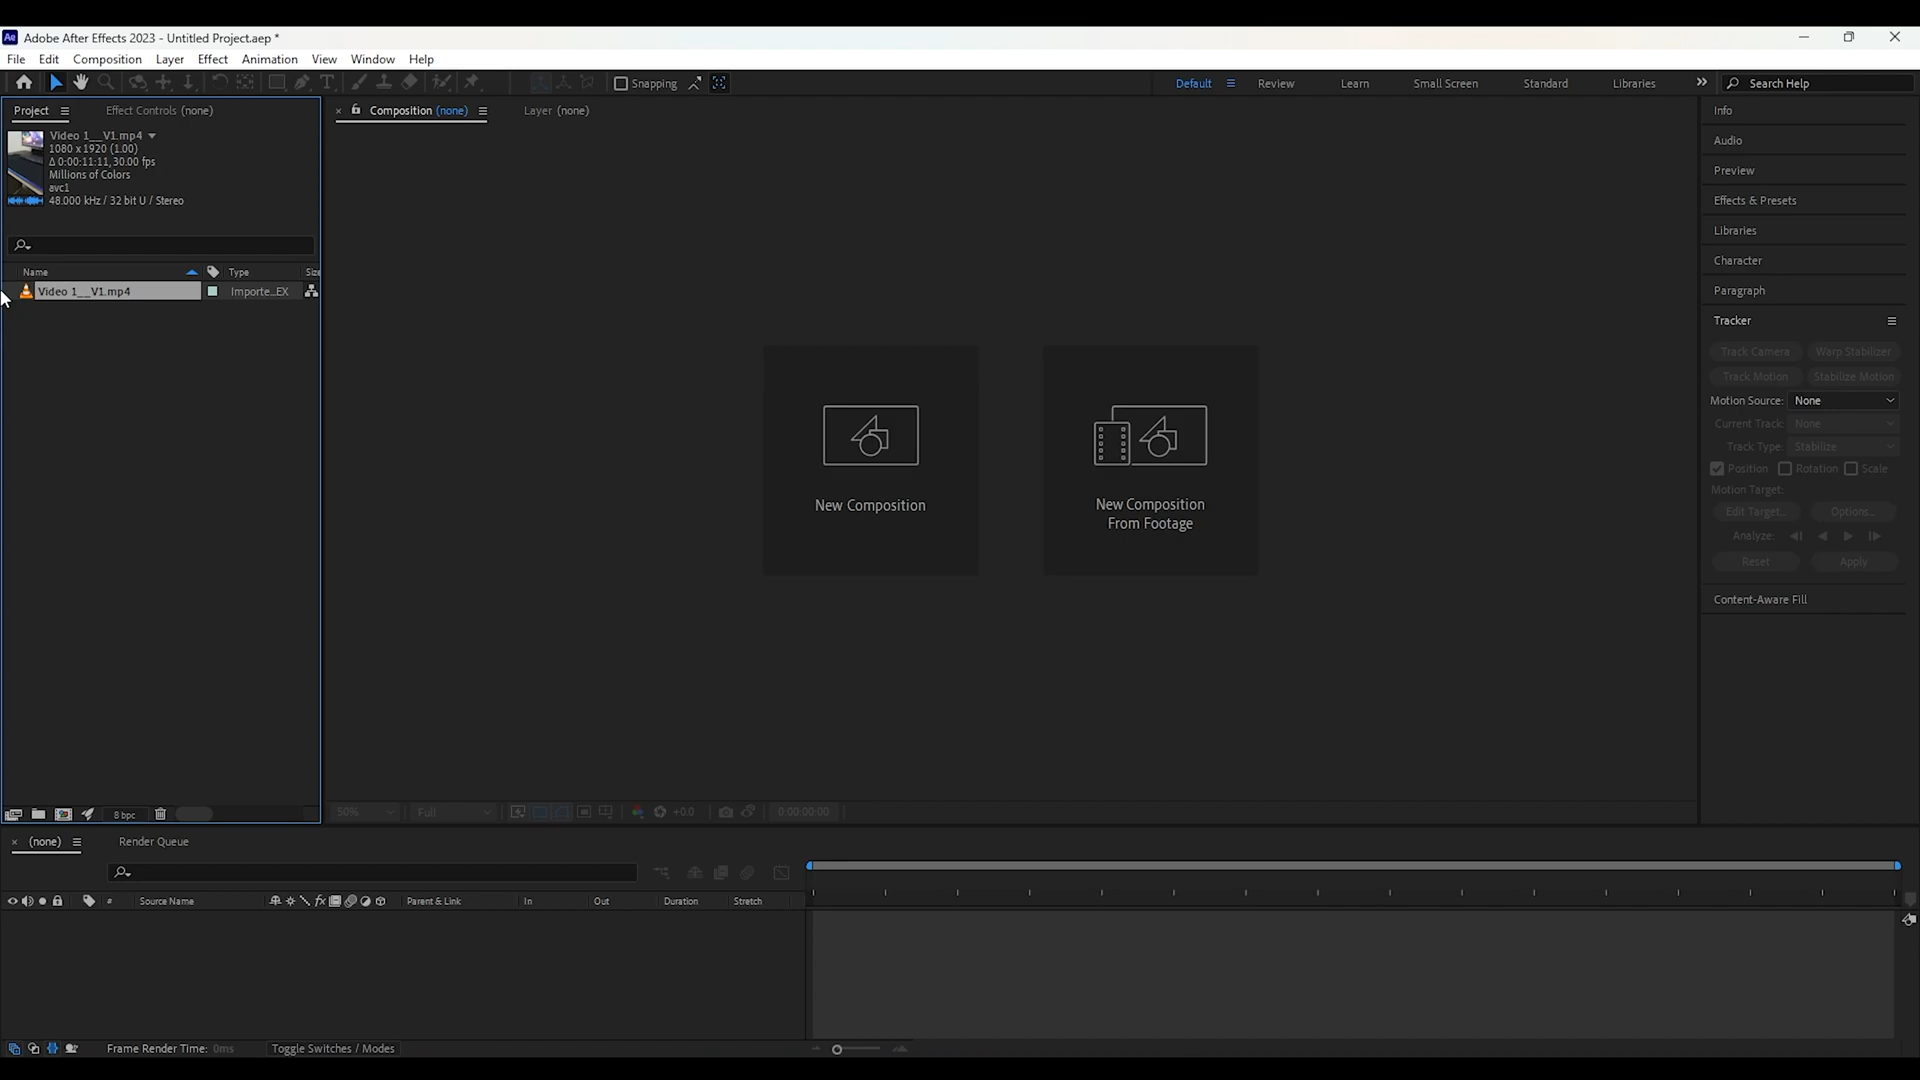 Ae Adobe After Effects 2023 - Untitled Project.aep *
File Edit Composition Layer Effect Animation View Window Help
Snapping Default Review Learn Small Screen Standard Libraries Search Help
Project Effect Controls (none) Composition (none) Layer (none)
Video 1__V1.mp4
1080 x 1920 (1.00)
Δ 0:00:11:11, 30.00 fps
Millions of Colors
avc1
48.000 kHz / 32 bit U / Stereo
Name Type Size
Video 1__V1.mp4 Importe_EX
New Composition
New Composition
From Footage
Info
Audio
Preview
Effects & Presets
Libraries
Character
Paragraph
Tracker
Track Camera Warp Stabilizer
Track Motion Stabilize Motion
Motion Source: None
Current Track: None
Track Type: Stabilize
Position Rotation Scale
Motion Target:
Edit Target... Options...
Analyze:
Reset Apply
Content-Aware Fill
8 bpc 50% Full +0.0 0:00:00:00
(none) Render Queue
# Source Name fx Parent & Link In Out Duration Stretch
Frame Render Time: 0ms Toggle Switches / Modes